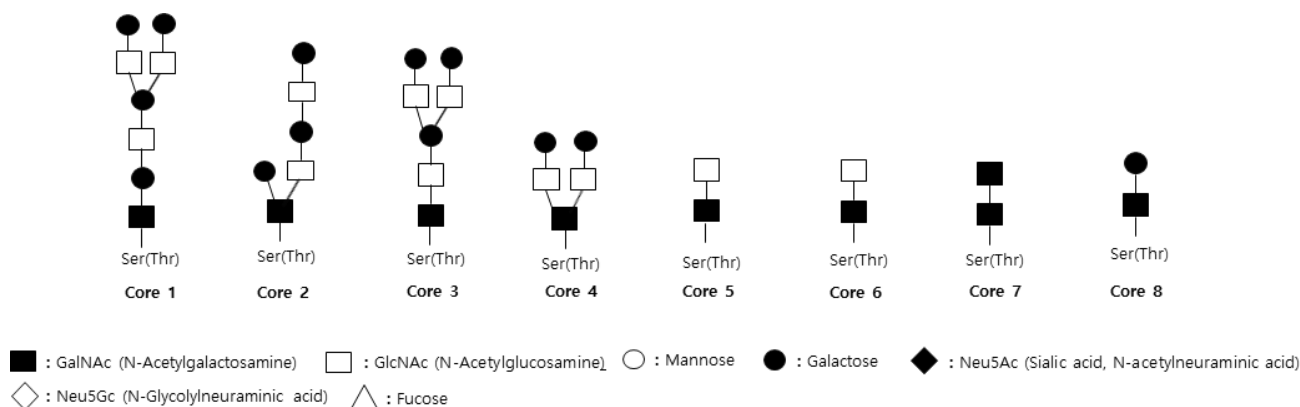 Ser(Thr) Ser(Thr) Ser(Thr) Ser(Thr) Ser(Thr) Ser(Thr) Ser(Thr) Ser(Thr)
Core 1 Core 2 Core 3 Core 4 Core 5 Core 6 Core 7 Core 8
: GalNAc (N-Acetylgalactosamine) : GlcNAc (N-Acetylglucosamine) : Mannose : Galactose : Neu5Ac (Sialic acid, N-acetylneuraminic acid)
: Neu5Gc (N-Glycolylneuraminic acid) : Fucose